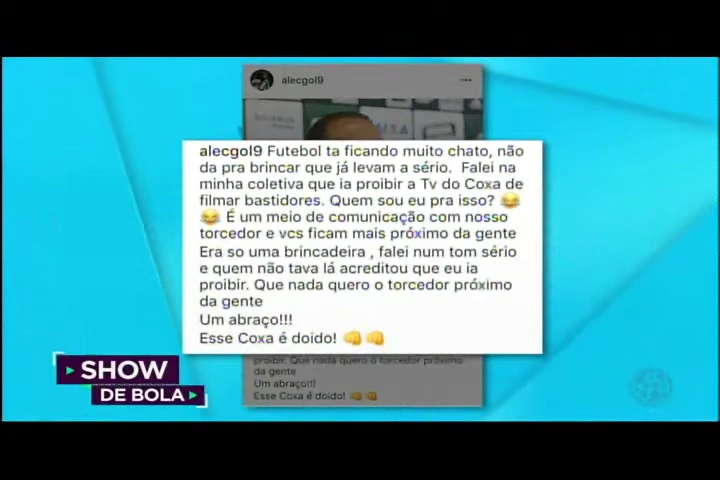 alecgol9
alecgol9 Futebol ta ficando muito chato, não
da pra brincar que já levam a sério. Falei na
minha coletiva que ia proibir a Tv do Coxa de
filmar bastidores. Quem sou eu pra isso? 😂
😂 É um meio de comunicação com nosso
torcedor e vcs ficam mais próximo da gente
Era so uma brincadeira , falei num tom sério
e quem não tava lá acreditou que eu ia
proibir. Que nada quero o torcedor próximo
da gente
Um abraço!!!
Esse Coxa é doido! 👊👊
proibir. Que nada quero o torcedor próximo
da gente
Um abraço!!!
Esse Coxa é doido! 👊👊
SHOW
DE BOLA